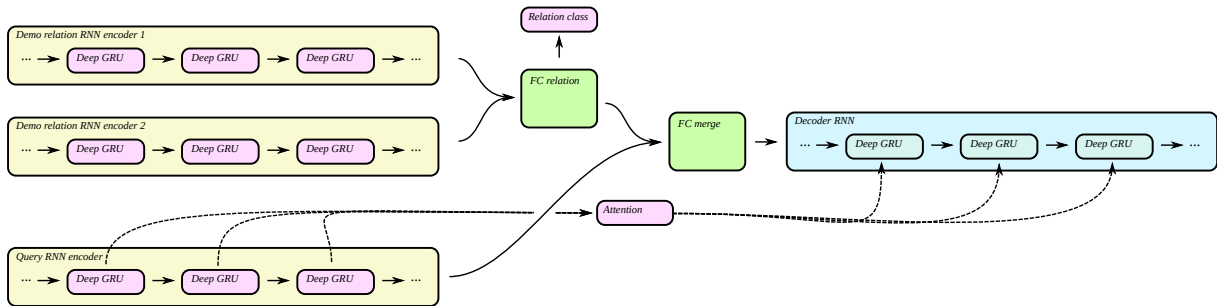 Relation class
Demo relation RNN encoder 1
... Deep GRU Deep GRU Deep GRU ...
FC relation
Demo relation RNN encoder 2
... Deep GRU Deep GRU Deep GRU ...
FC merge
Decoder RNN
... Deep GRU Deep GRU Deep GRU ...
Attention
Query RNN encoder
... Deep GRU Deep GRU Deep GRU ...